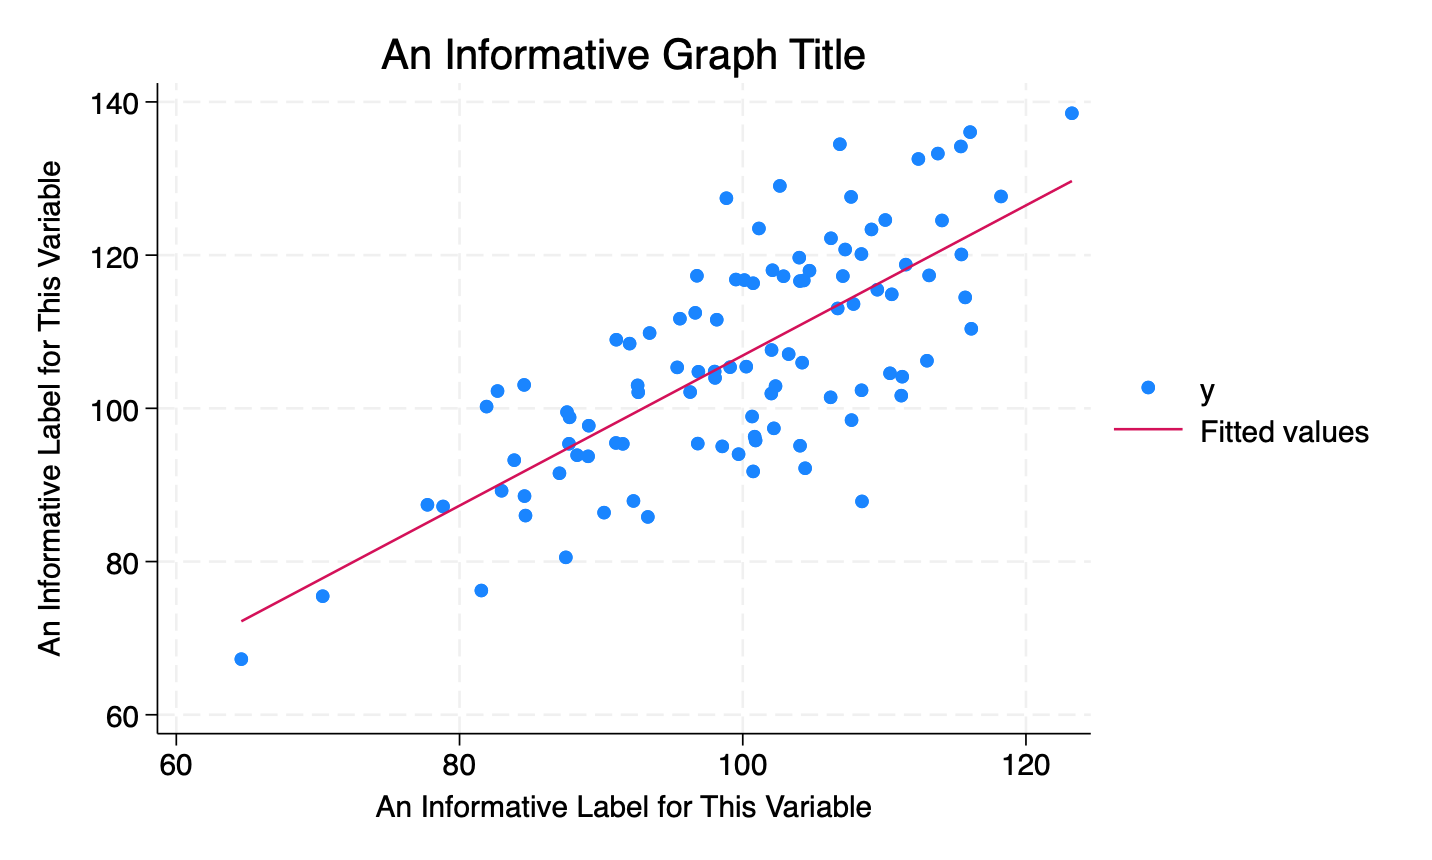 An Informative Graph Title
An Informative Label for This Variable
140
120
100
80
60
60 80 100 120
An Informative Label for This Variable
y
Fitted values